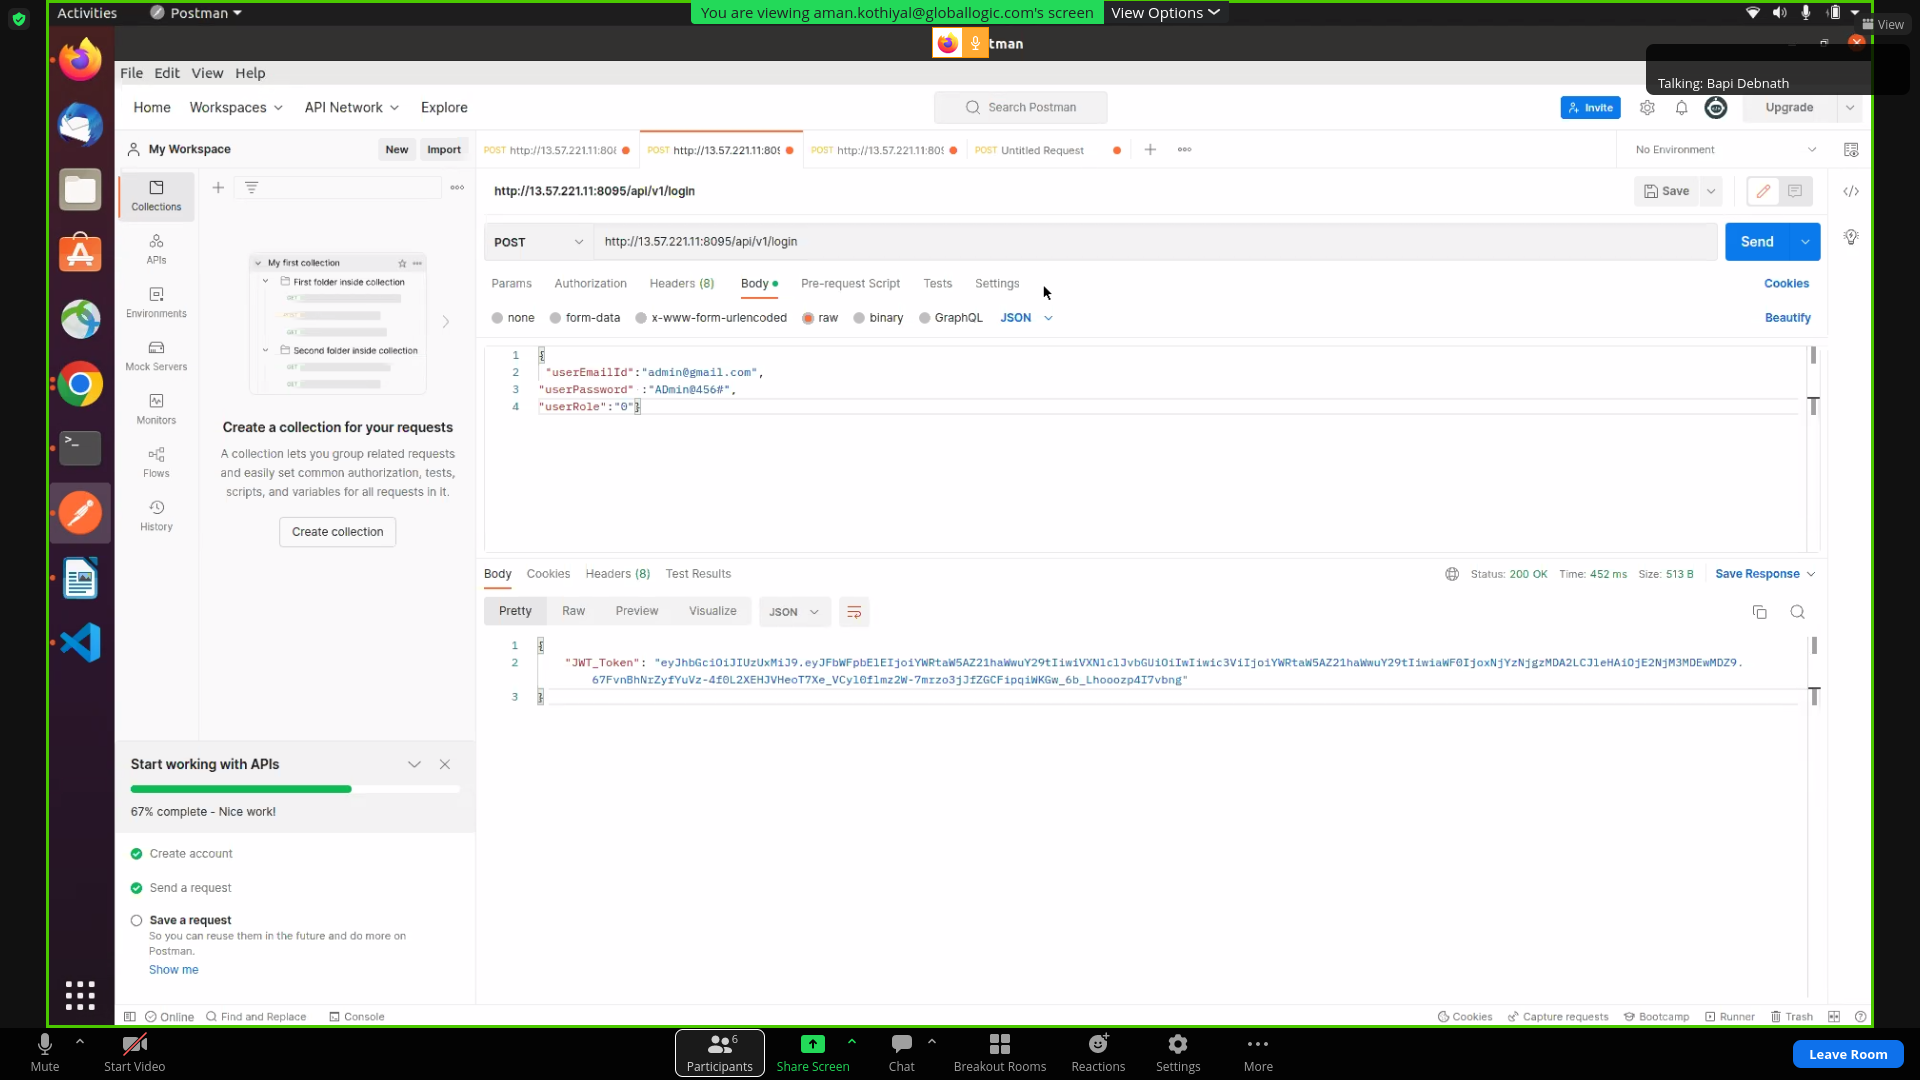 Activities
Postman
You are viewing aman.kothiyal@globallogic.com's screen
View Options
View
tman
Talking: Bapi Debnath
File Edit View Help
Home Workspaces API Network Explore
Search Postman
Invite
Upgrade
My Workspace
New
Import
POST http://13.57.221.11:808
POST http://13.57.221.11:809
POST http://13.57.221.11:809
POST Untitled Request
No Environment
Collections
APIs
Environments
Mock Servers
Monitors
Flows
History
My first collection
First folder inside collection
Second folder inside collection
Create a collection for your requests
A collection lets you group related requests
and easily set common authorization, tests,
scripts, and variables for all requests in it.
Create collection
http://13.57.221.11:8095/api/v1/login
Save
POST
http://13.57.221.11:8095/api/v1/login
Send
Params Authorization Headers (8) Body Pre-request Script Tests Settings
Cookies
none form-data x-www-form-urlencoded raw binary GraphQL JSON
Beautify
1 {
2 "userEmailId":"admin@gmail.com",
3 "userPassword" :"ADmin@456#",
4 "userRole":"0"}
Body Cookies Headers (8) Test Results
Status: 200 OK Time: 452 ms Size: 513 B
Save Response
Pretty Raw Preview Visualize JSON
1 {
2 "JWT_Token":
3 }
Start working with APIs
67% complete - Nice work!
Create account
Send a request
Save a request
So you can reuse them in the future and do more on
Postman.
Show me
Online Find and Replace Console
Cookies Capture requests Bootcamp Runner Trash
Mute
Start Video
6
Participants
Share Screen
Chat
Breakout Rooms
Reactions
Settings
More
Leave Room